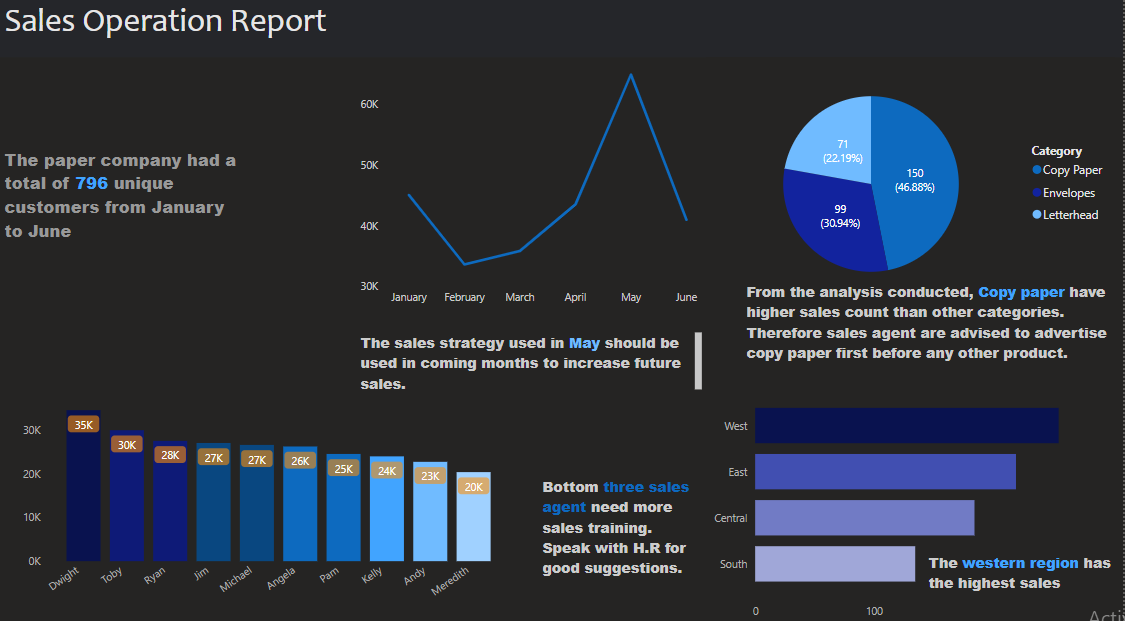 Sales Operation Report
The paper company had a
total of 796 unique
customers from January
to June
60K
50K
40K
30K
January February March April May June
The sales strategy used in May should be
used in coming months to increase future
sales.
71
(22.19%)
150
(46.88%)
99
(30.94%)
Category
Copy Paper
Envelopes
Letterhead
From the analysis conducted, Copy paper have
higher sales count than other categories.
Therefore sales agent are advised to advertise
copy paper first before any other product.
30K
20K
10K
0K
35K 30K 28K 27K 27K 26K 25K 24K 23K 20K
Dwight Toby Ryan Jim Michael Angela Pam Kelly Andy Meredith
Bottom three sales
agent need more
sales training.
Speak with H.R for
good suggestions.
West
East
Central
South
0 100
The western region has
the highest sales